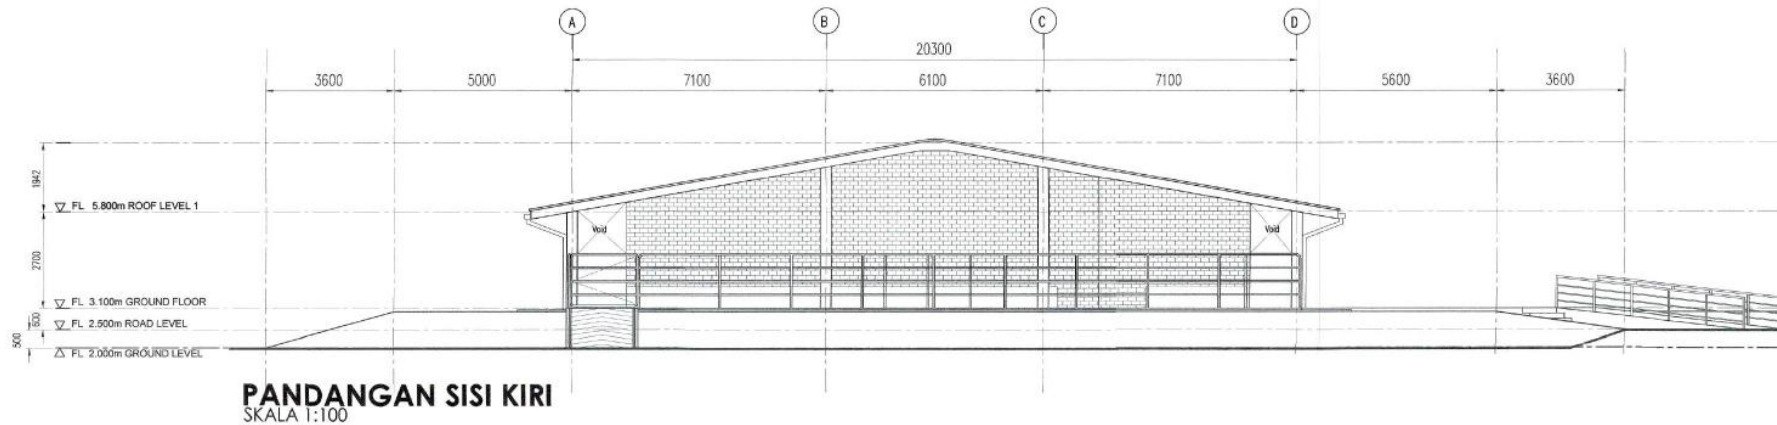 A
B
C
D
20300
3600
5000
7100
6100
7100
5600
3600
1942
FL 5.800m ROOF LEVEL 1
Void
Void
2700
FL 3.100m GROUND FLOOR
600
FL 2.500m ROAD LEVEL
500
FL 2.000m GROUND LEVEL
PANDANGAN SISI KIRI
SKALA 1:100